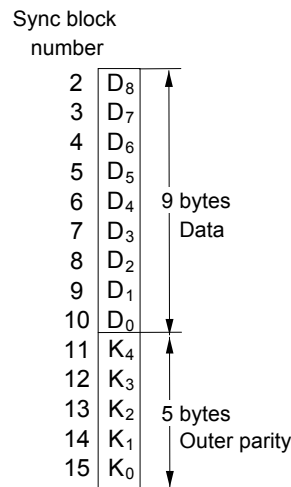 Sync block
number
2 D8
3 D7
4 D6
5 D5
6 D4
7 D3
8 D2
9 D1
10 D0
11 K4
12 K3
13 K2
14 K1
15 K0
9 bytes
Data
5 bytes
Outer parity